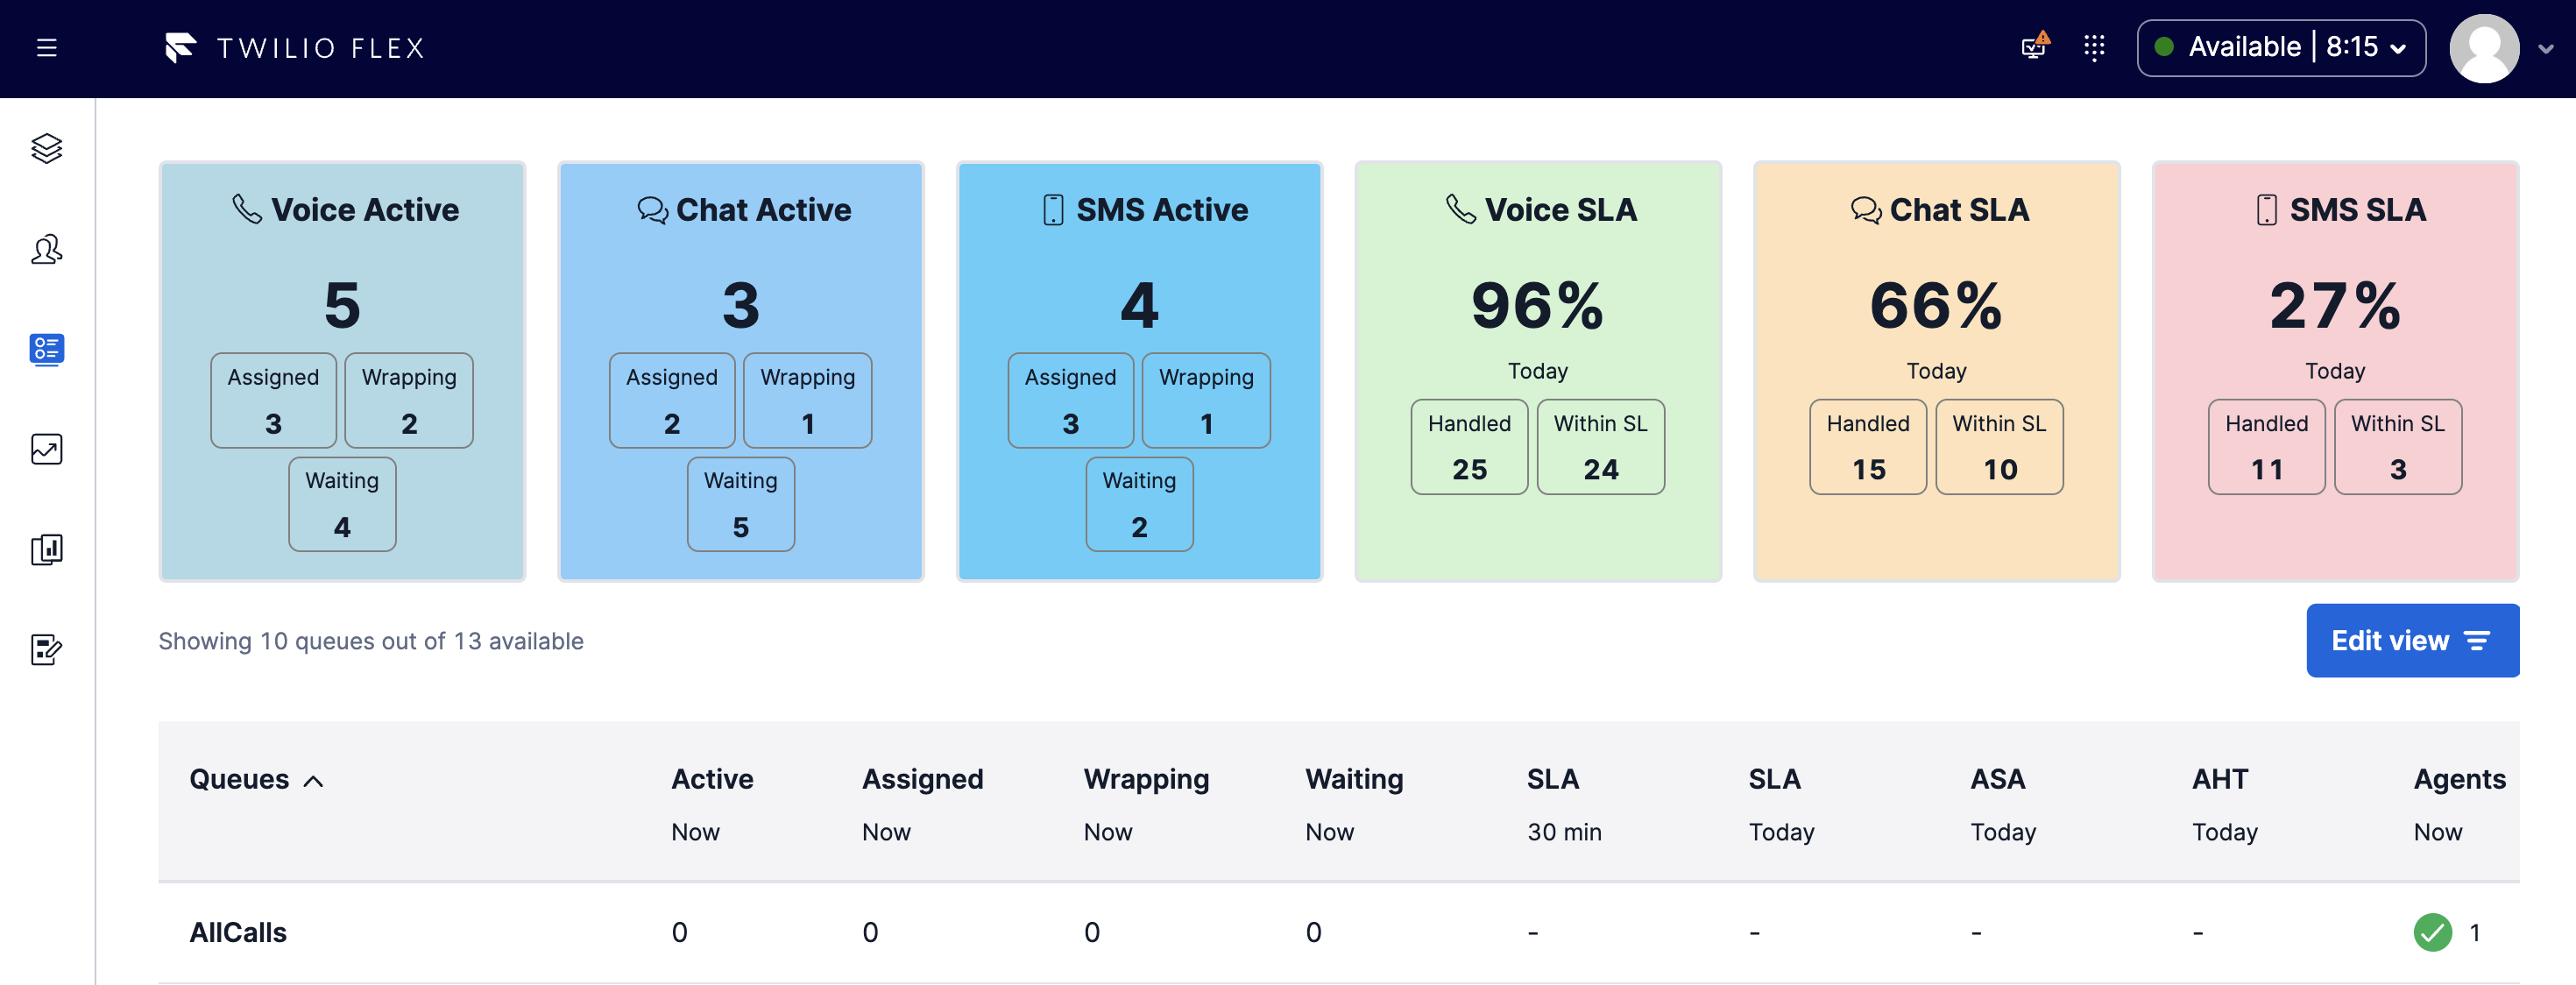 TWILIO FLEX
Available | 8:15
Voice Active
5
Assigned
3
Wrapping
2
Waiting
4
Chat Active
3
Assigned
2
Wrapping
1
Waiting
5
SMS Active
4
Assigned
3
Wrapping
1
Waiting
2
Voice SLA
96%
Today
Handled
25
Within SL
24
Chat SLA
66%
Today
Handled
15
Within SL
10
SMS SLA
27%
Today
Handled
11
Within SL
3
Showing 10 queues out of 13 available
Edit view
Queues Active Assigned Wrapping Waiting SLA SLA ASA AHT Agents
Now Now Now Now 30 min Today Today Today Now
AllCalls 0 0 0 0 - - - - 1